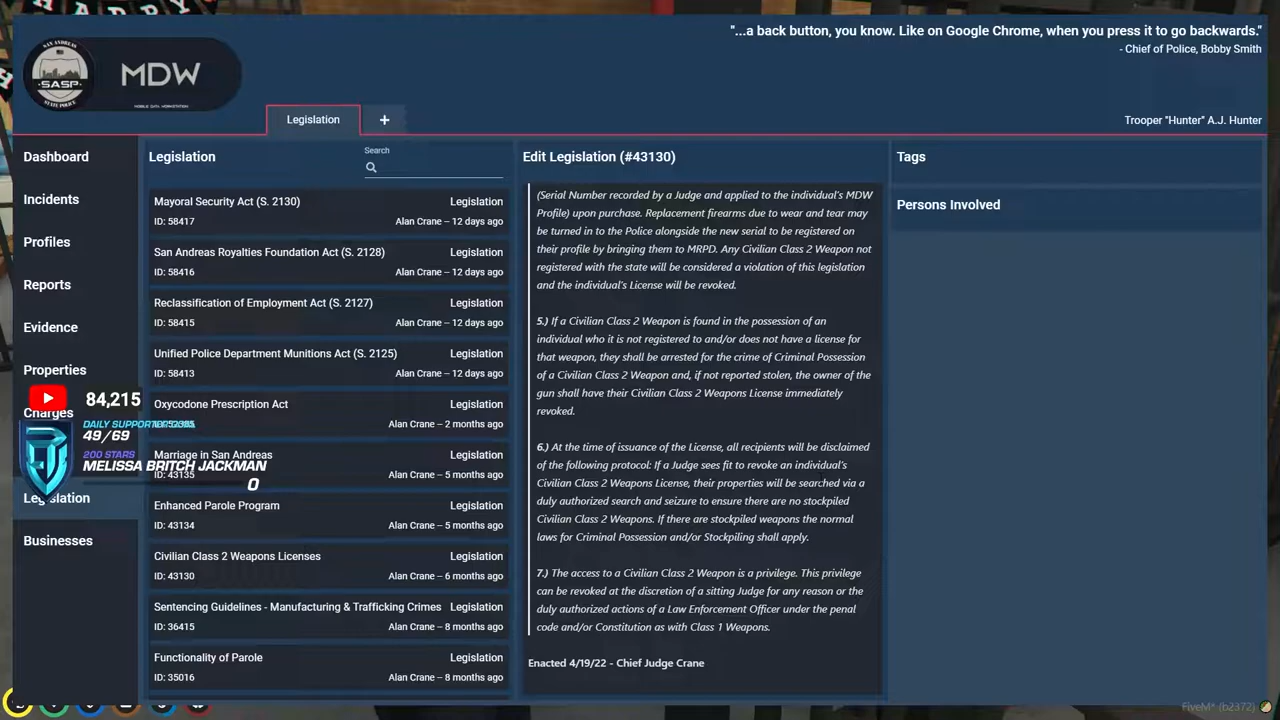 "...a back button, you know. Like on Google Chrome, when you press it to go backwards."
- Chief of Police, Bobby Smith
SAN ANDREAS
SASP
STATE POLICE
MDW
MOBILE DATA WORKSTATION
Legislation
+
Trooper "Hunter" A.J. Hunter
Dashboard
Incidents
Profiles
Reports
Evidence
Properties
Charges
Legislation
Businesses
84,215
49/69
200 STARS
MELISSA BRITCH JACKMAN
0
Legislation
Search
Mayoral Security Act (S. 2130) Legislation
ID: 58417 Alan Crane – 12 days ago
San Andreas Royalties Foundation Act (S. 2128) Legislation
ID: 58416 Alan Crane – 12 days ago
Reclassification of Employment Act (S. 2127) Legislation
ID: 58415 Alan Crane – 12 days ago
Unified Police Department Munitions Act (S. 2125) Legislation
ID: 58413 Alan Crane – 12 days ago
Oxycodone Prescription Act Legislation
Alan Crane – 2 months ago
Marriage in San Andreas Legislation
ID: 43135 Alan Crane – 5 months ago
Enhanced Parole Program Legislation
ID: 43134 Alan Crane – 5 months ago
Civilian Class 2 Weapons Licenses Legislation
ID: 43130 Alan Crane – 6 months ago
Sentencing Guidelines - Manufacturing & Trafficking Crimes Legislation
ID: 36415 Alan Crane – 8 months ago
Functionality of Parole Legislation
ID: 35016 Alan Crane – 8 months ago
Edit Legislation (#43130)
(Serial Number recorded by a Judge and applied to the individual's MDW
Profile) upon purchase. Replacement firearms due to wear and tear may
be turned in to the Police alongside the new serial to be registered on
their profile by bringing them to MRPD. Any Civilian Class 2 Weapon not
registered with the state will be considered a violation of this legislation
and the individual's License will be revoked.
5.) If a Civilian Class 2 Weapon is found in the possession of an
individual who it is not registered to and/or does not have a license for
that weapon, they shall be arrested for the crime of Criminal Possession
of a Civilian Class 2 Weapon and, if not reported stolen, the owner of the
gun shall have their Civilian Class 2 Weapons License immediately
revoked.
6.) At the time of issuance of the License, all recipients will be disclaimed
of the following protocol: If a Judge sees fit to revoke an individual's
Civilian Class 2 Weapons License, their properties will be searched via a
duly authorized search and seizure to ensure there are no stockpiled
Civilian Class 2 Weapons. If there are stockpiled weapons the normal
laws for Criminal Possession and/or Stockpiling shall apply.
7.) The access to a Civilian Class 2 Weapon is a privilege. This privilege
can be revoked at the discretion of a sitting Judge for any reason or the
duly authorized actions of a Law Enforcement Officer under the penal
code and/or Constitution as with Class 1 Weapons.
Enacted 4/19/22 - Chief Judge Crane
Tags
Persons Involved
FiveM* (b2372)